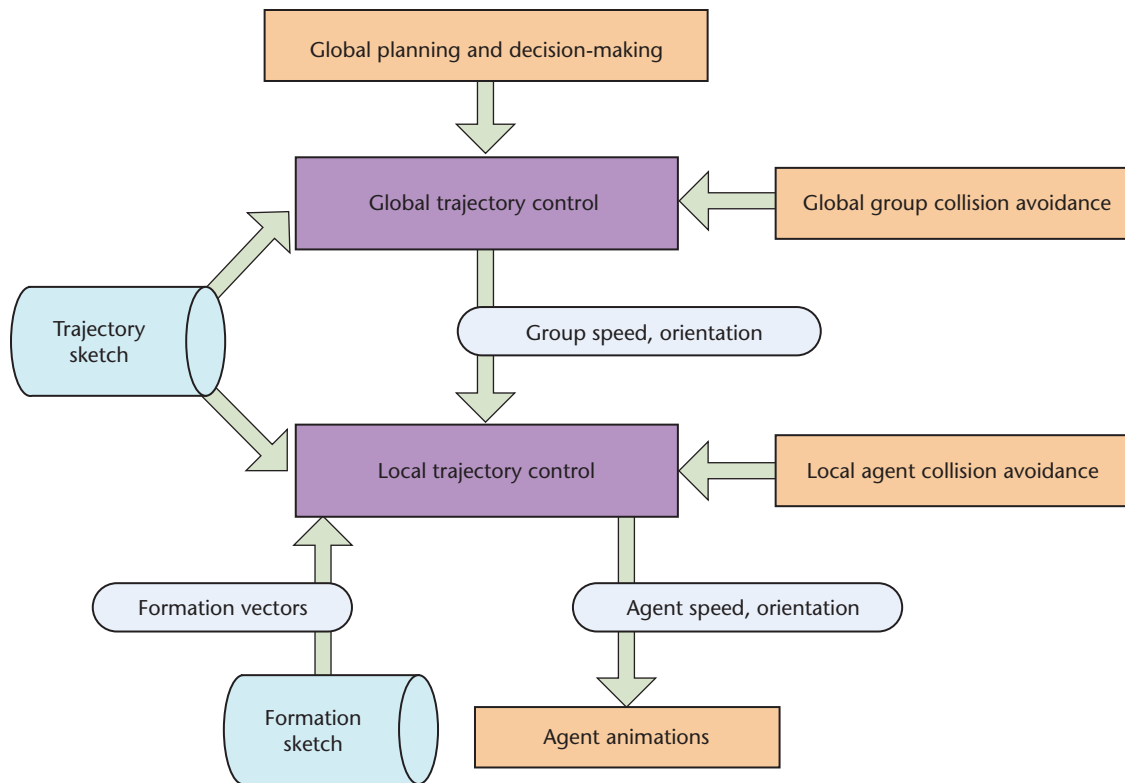 Global planning and decision-making
Global trajectory control
Global group collision avoidance
Trajectory
sketch
Group speed, orientation
Local trajectory control
Local agent collision avoidance
Formation vectors
Agent speed, orientation
Formation
sketch
Agent animations